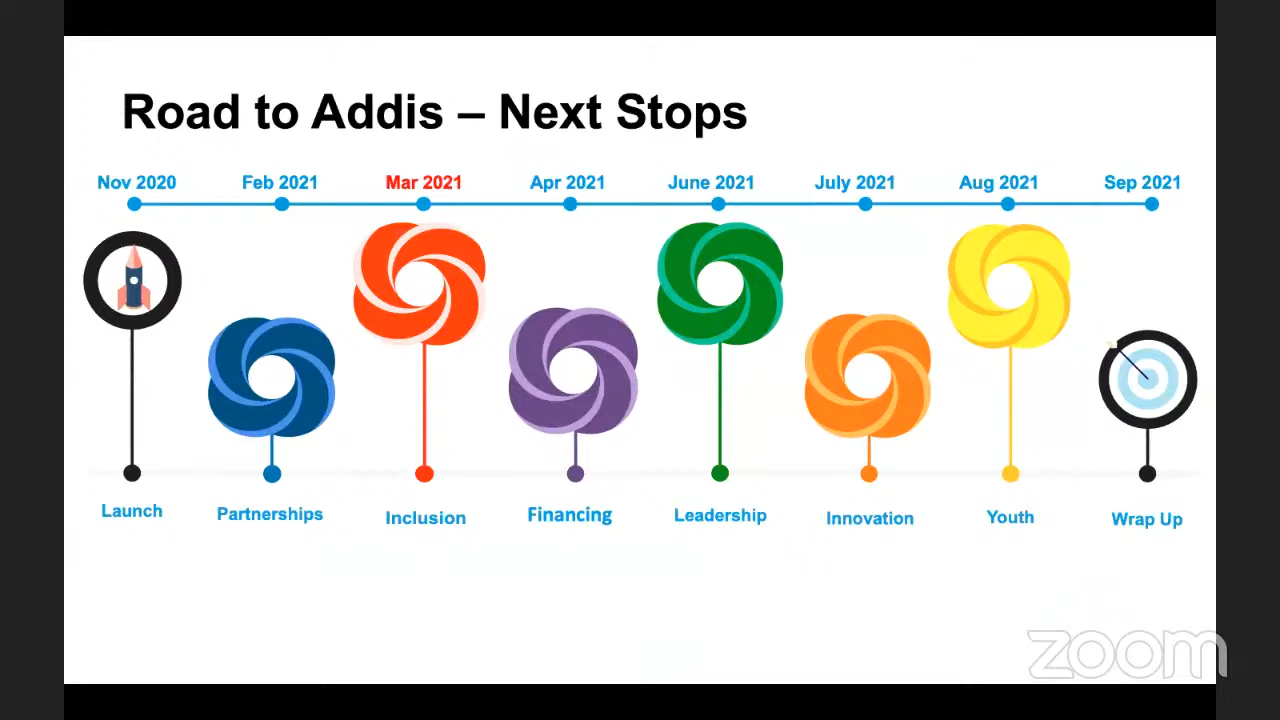 Road to Addis – Next Stops
Nov 2020 Feb 2021 Mar 2021 Apr 2021 June 2021 July 2021 Aug 2021 Sep 2021
Launch Partnerships Inclusion Financing Leadership Innovation Youth Wrap Up
zoom